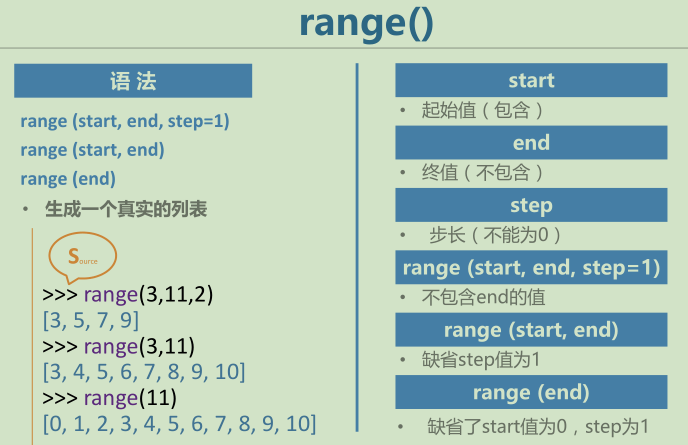 range()
语 法
range (start, end, step=1)
range (start, end)
range (end)
• 生成一个真实的列表
Source
>>> range(3,11,2)
[3, 5, 7, 9]
>>> range(3,11)
[3, 4, 5, 6, 7, 8, 9, 10]
>>> range(11)
[0, 1, 2, 3, 4, 5, 6, 7, 8, 9, 10]
start
• 起始值（包含）
end
• 终值（不包含）
step
• 步长（不能为0）
range (start, end, step=1)
• 不包含end的值
range (start, end)
• 缺省step值为1
range (end)
• 缺省了start值为0，step为1